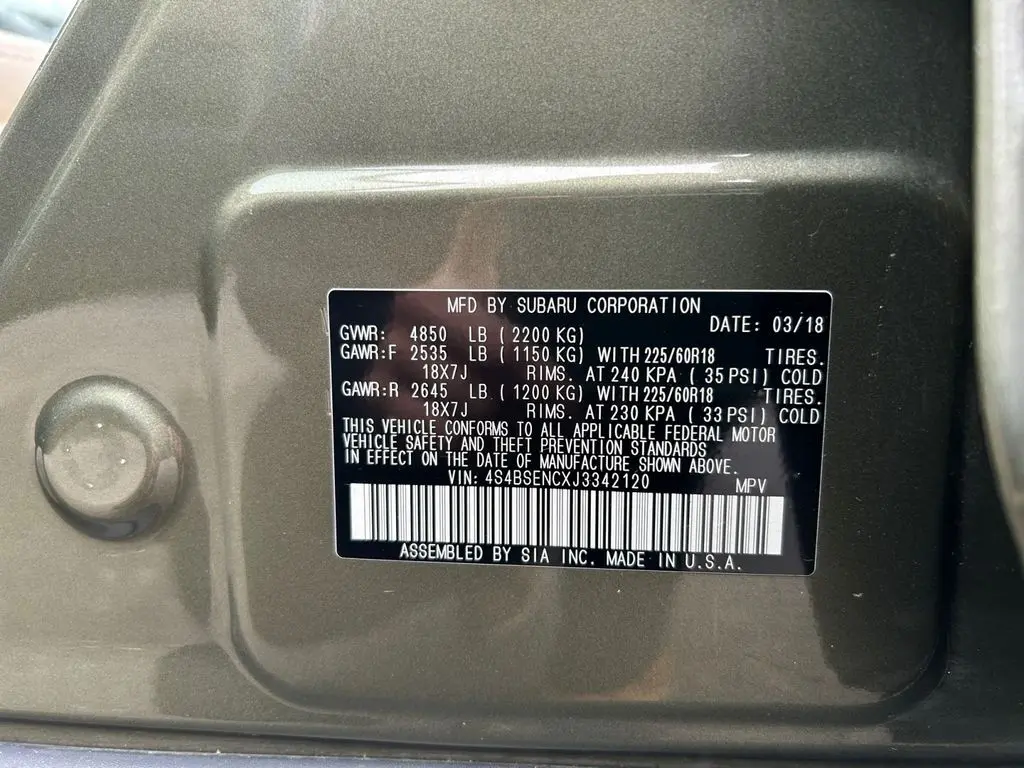 MFD BY SUBARU CORPORATION
DATE: 03/18
GVWR: 4850 LB (2200 KG)
GAWR:F 2535 LB (1150 KG) WITH 225/60R18 TIRES.
18X7J RIMS. AT 240 KPA (35 PSI) COLD
GAWR:R 2645 LB (1200 KG) WITH 225/60R18 TIRES.
18X7J RIMS. AT 230 KPA (33 PSI) COLD
THIS VEHICLE CONFORMS TO ALL APPLICABLE FEDERAL MOTOR
VEHICLE SAFETY AND THEFT PREVENTION STANDARDS
IN EFFECT ON THE DATE OF MANUFACTURE SHOWN ABOVE.
VIN: 4S4BSENCXJ3342120 MPV
ASSEMBLED BY SIA INC. MADE IN U.S.A.